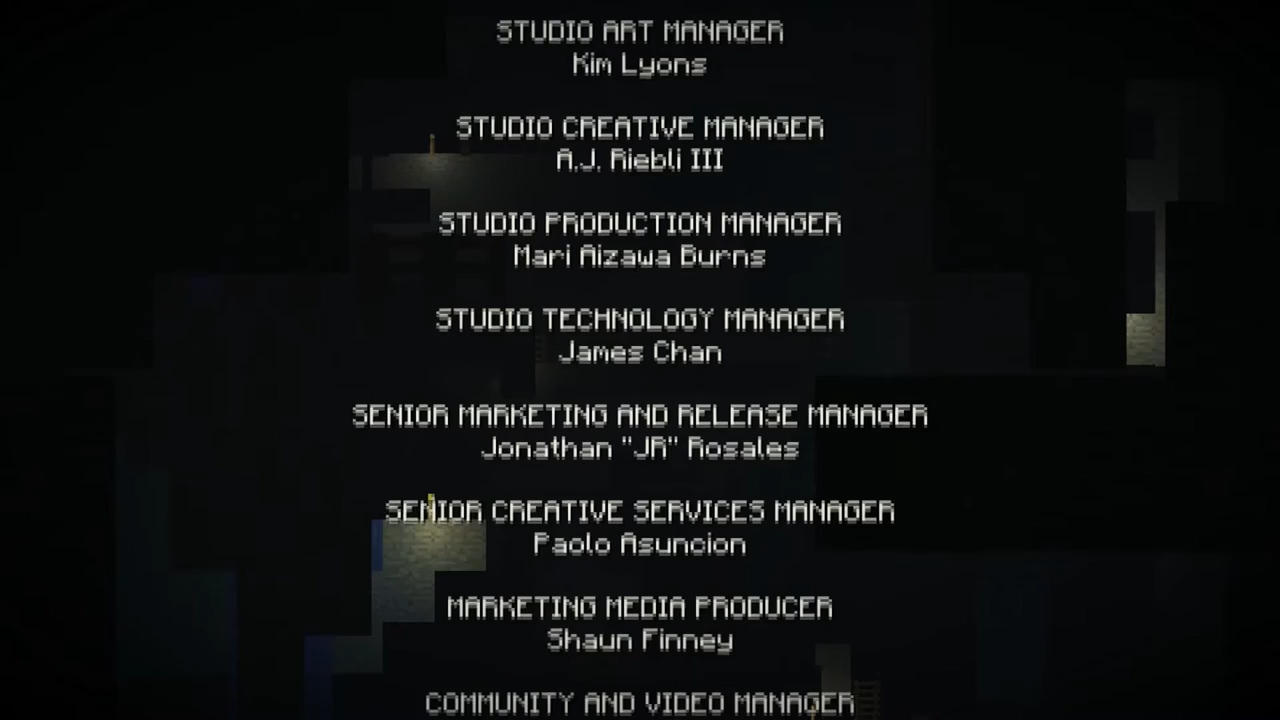 STUDIO ART MANAGER
Kim Lyons
STUDIO CREATIVE MANAGER
A.J. Riebli III
STUDIO PRODUCTION MANAGER
Mari Aizawa Burns
STUDIO TECHNOLOGY MANAGER
James Chan
SENIOR MARKETING AND RELEASE MANAGER
Jonathan "JR" Rosales
SENIOR CREATIVE SERVICES MANAGER
Paolo Asuncion
MARKETING MEDIA PRODUCER
Shaun Finney
COMMUNITY AND VIDEO MANAGER